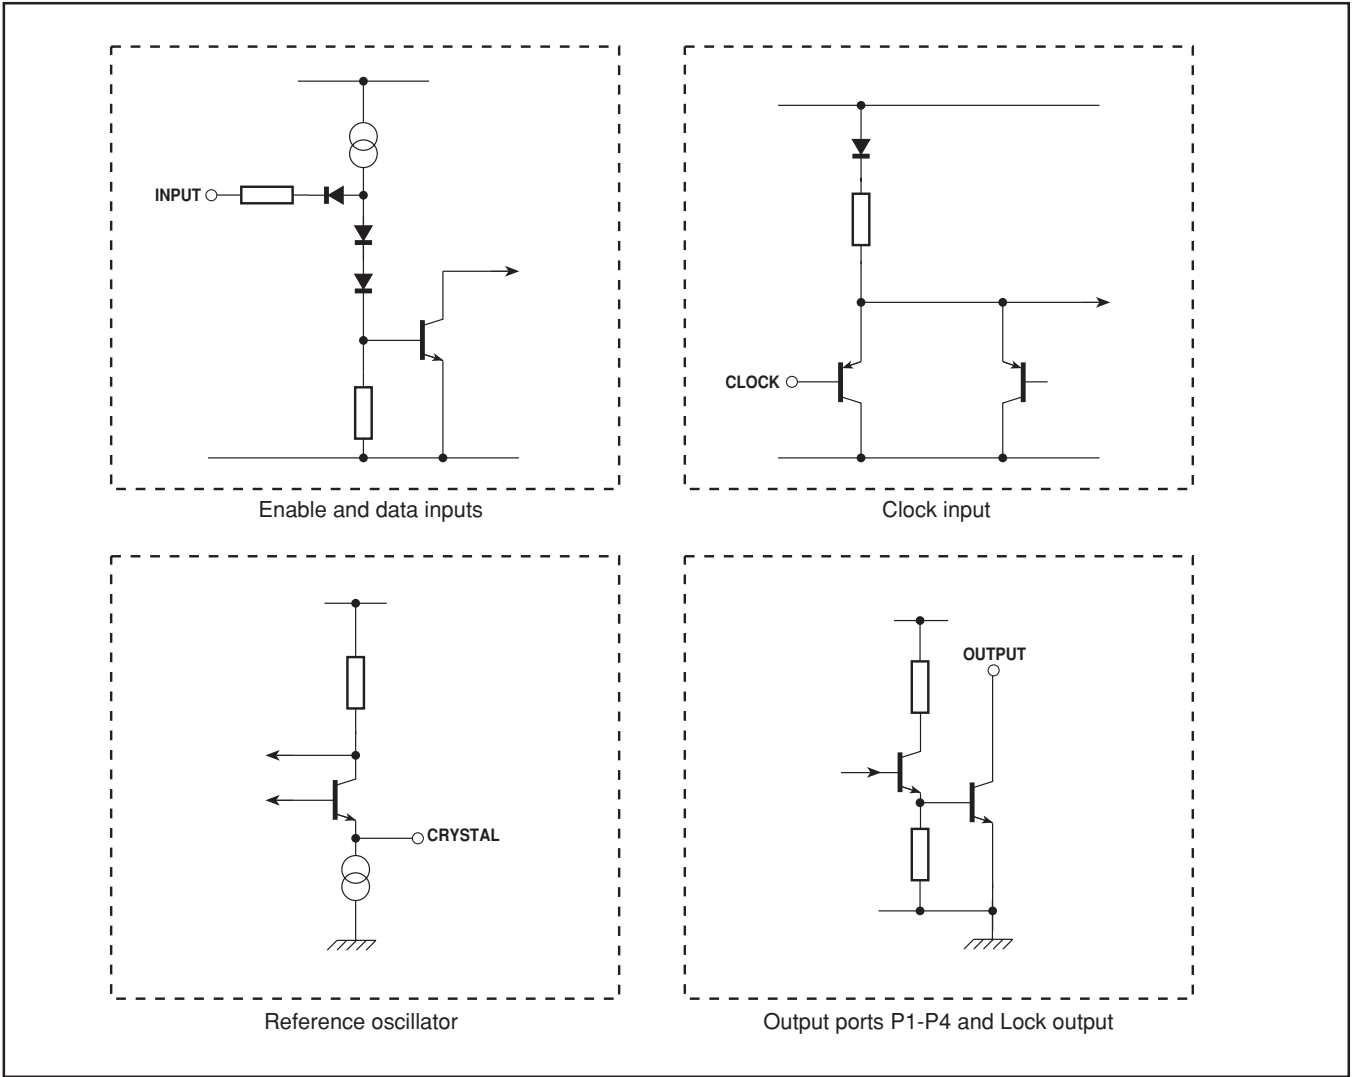 INPUT
Enable and data inputs
CLOCK
Clock input
CRYSTAL
Reference oscillator
OUTPUT
Output ports P1-P4 and Lock output